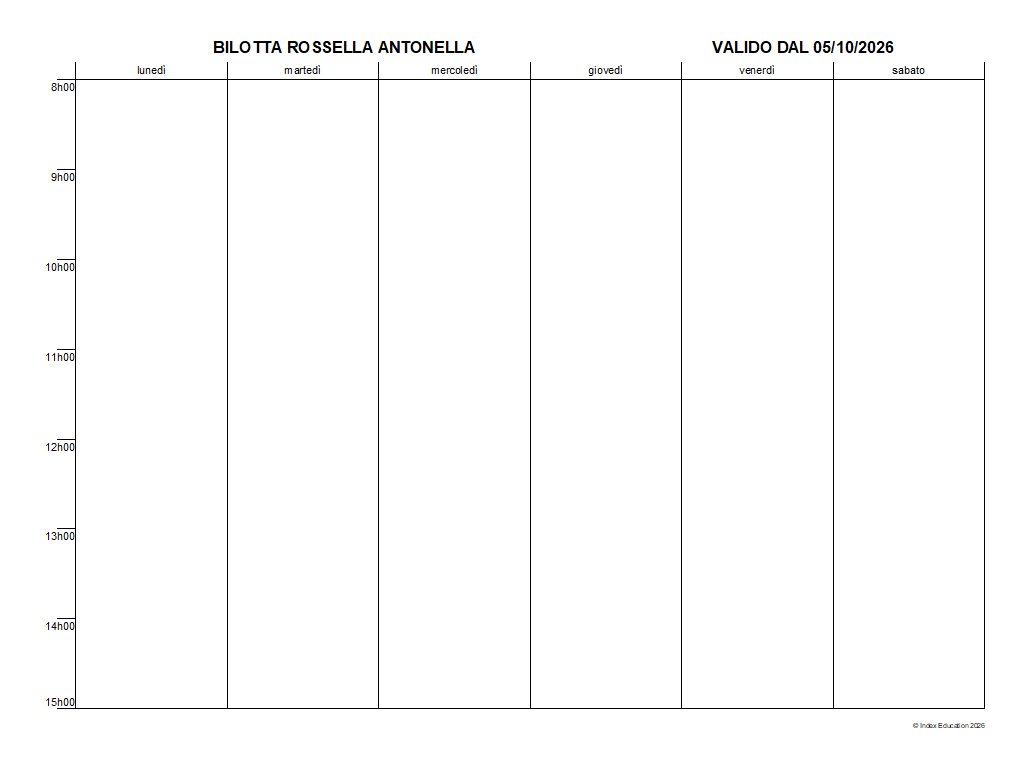 BILOTTA ROSSELLA ANTONELLA VALIDO DAL 05/10/2026
lunedì martedì mercoledì giovedì venerdì sabato
8h00
9h00
10h00
11h00
12h00
13h00
14h00
15h00
© Index Education 2026